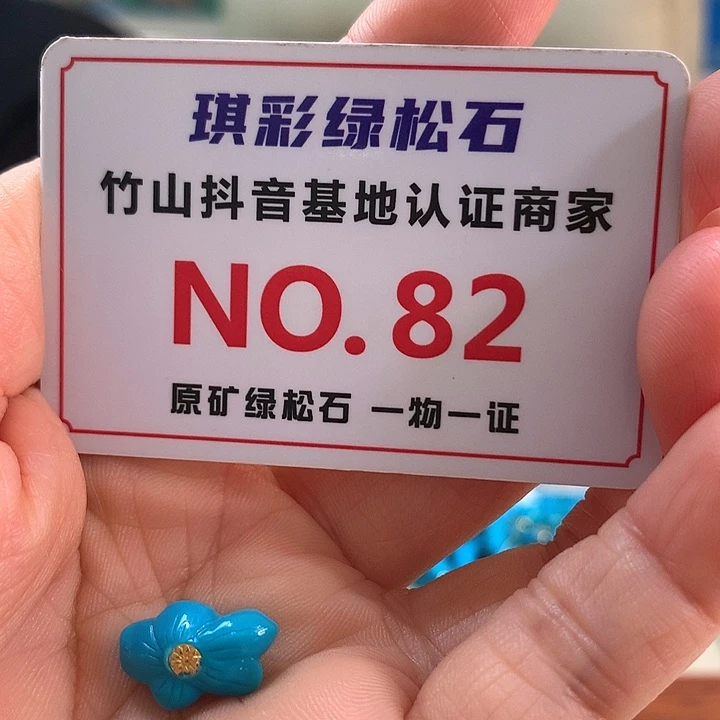 琪彩绿松石
竹山抖音基地认证商家
NO.82
原矿绿松石 一物一证